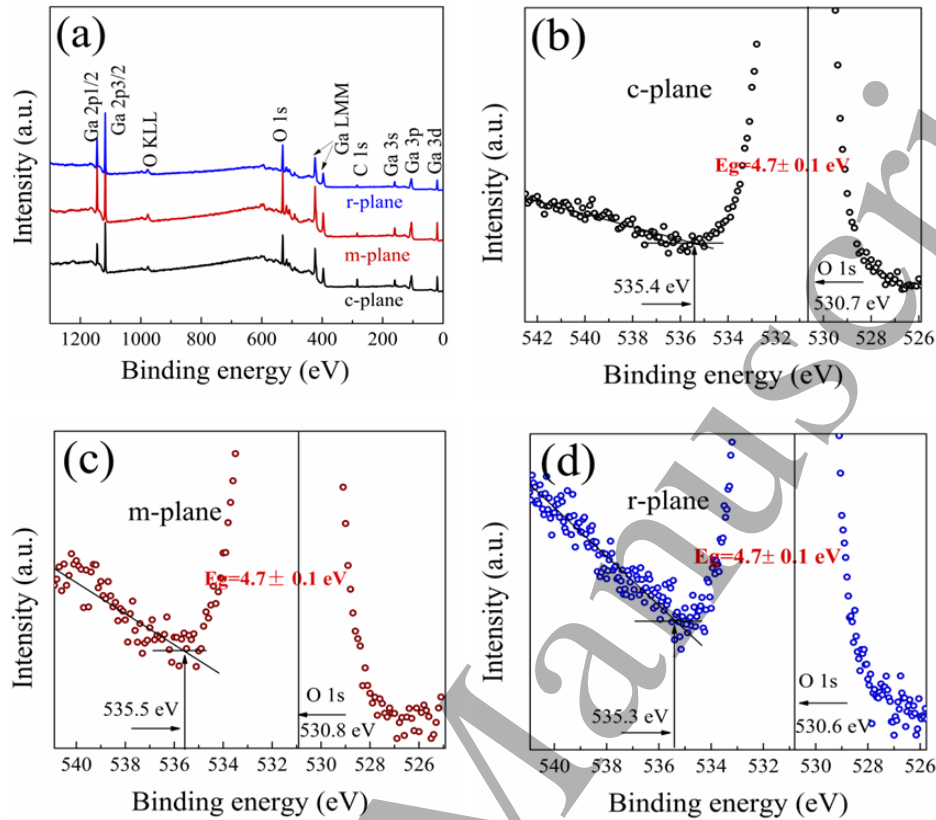 (a)
Intensity (a.u.)
Ga 2p1/2
Ga 2p3/2
O KLL
O 1s
Ga LMM
C 1s
Ga 3s
Ga 3p
Ga 3d
r-plane
m-plane
c-plane
1200 1000 800 600 400 200 0
Binding energy (eV)
(b)
Intensity (a.u.)
c-plane
Eg=4.7± 0.1 eV
O 1s
535.4 eV
530.7 eV
542 540 538 536 534 532 530 528 526
Binding energy (eV)
(c)
Intensity (a.u.)
m-plane
Eg=4.7± 0.1 eV
O 1s
535.5 eV
530.8 eV
540 538 536 534 532 530 528 526
Binding energy (eV)
(d)
Intensity (a.u.)
r-plane
Eg=4.7± 0.1 eV
O 1s
535.3 eV
530.6 eV
540 538 536 534 532 530 528 526
Binding energy (eV)
Manuscri